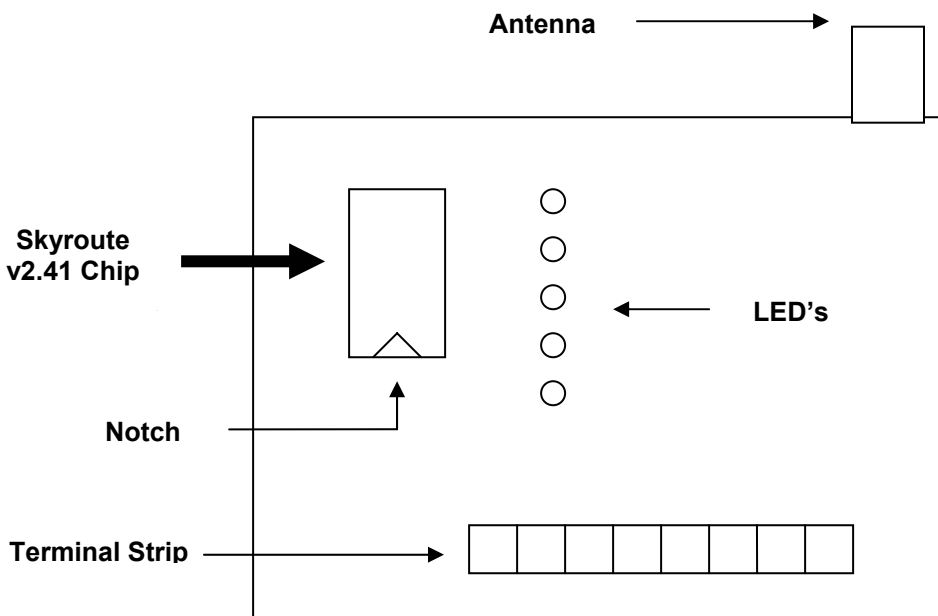 Antenna
Skyroute
v2.41 Chip
LED’s
Notch
Terminal Strip